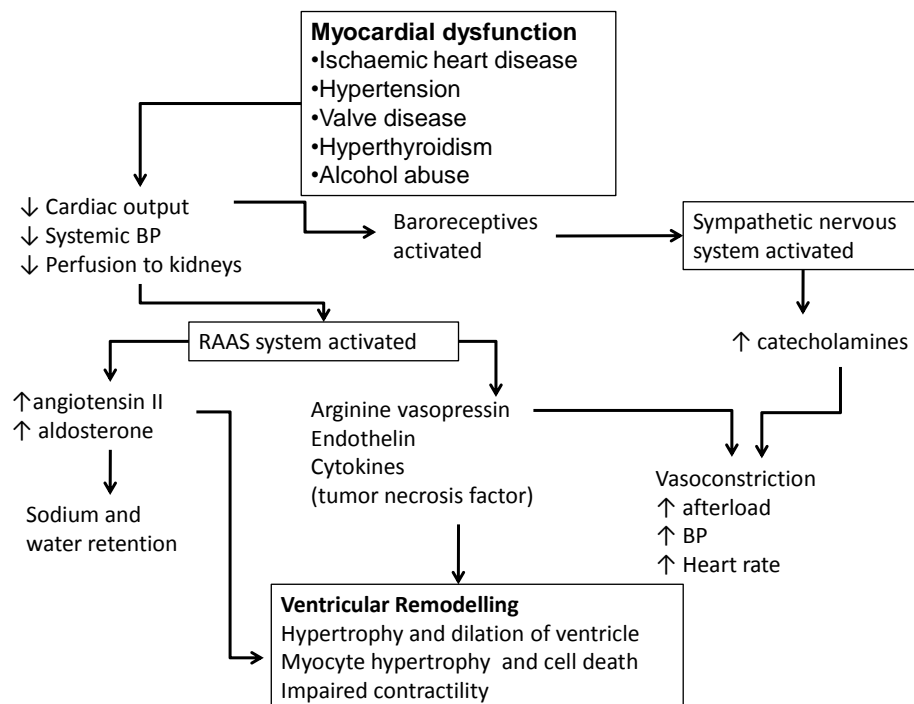 Myocardial dysfunction
•Ischaemic heart disease
•Hypertension
•Valve disease
•Hyperthyroidism
•Alcohol abuse
↓ Cardiac output
↓ Systemic BP
↓ Perfusion to kidneys
Baroreceptives
activated
Sympathetic nervous
system activated
RAAS system activated
↑ catecholamines
↑angiotensin II
↑ aldosterone
Arginine vasopressin
Endothelin
Cytokines
(tumor necrosis factor)
Vasoconstriction
↑ afterload
↑ BP
↑ Heart rate
Sodium and
water retention
Ventricular Remodelling
Hypertrophy and dilation of ventricle
Myocyte hypertrophy and cell death
Impaired contractility